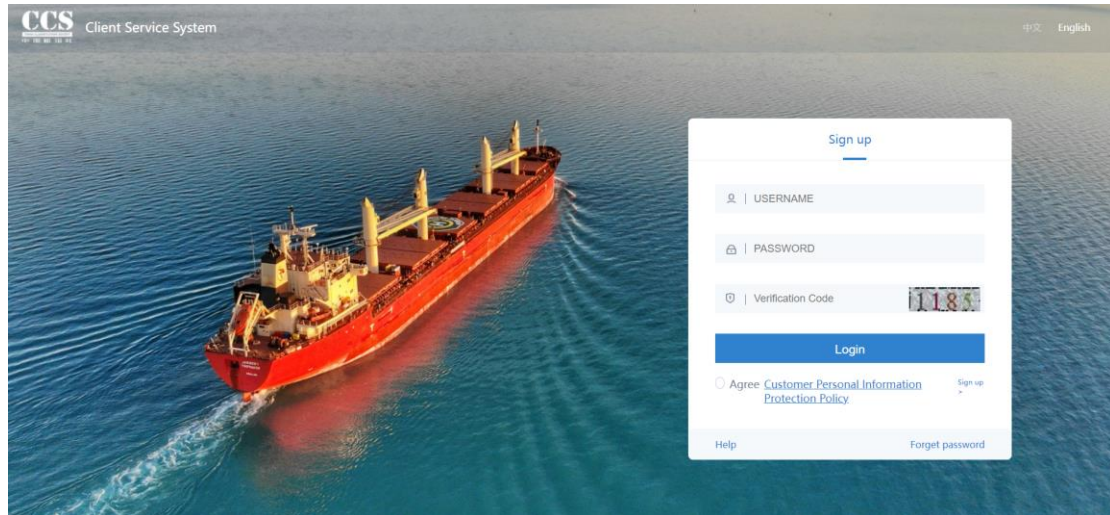 CCS
Client Service System
中文 English
Sign up
USERNAME
PASSWORD
Verification Code
1185
Login
Agree Customer Personal Information
Protection Policy
Sign up
>
Help
Forget password